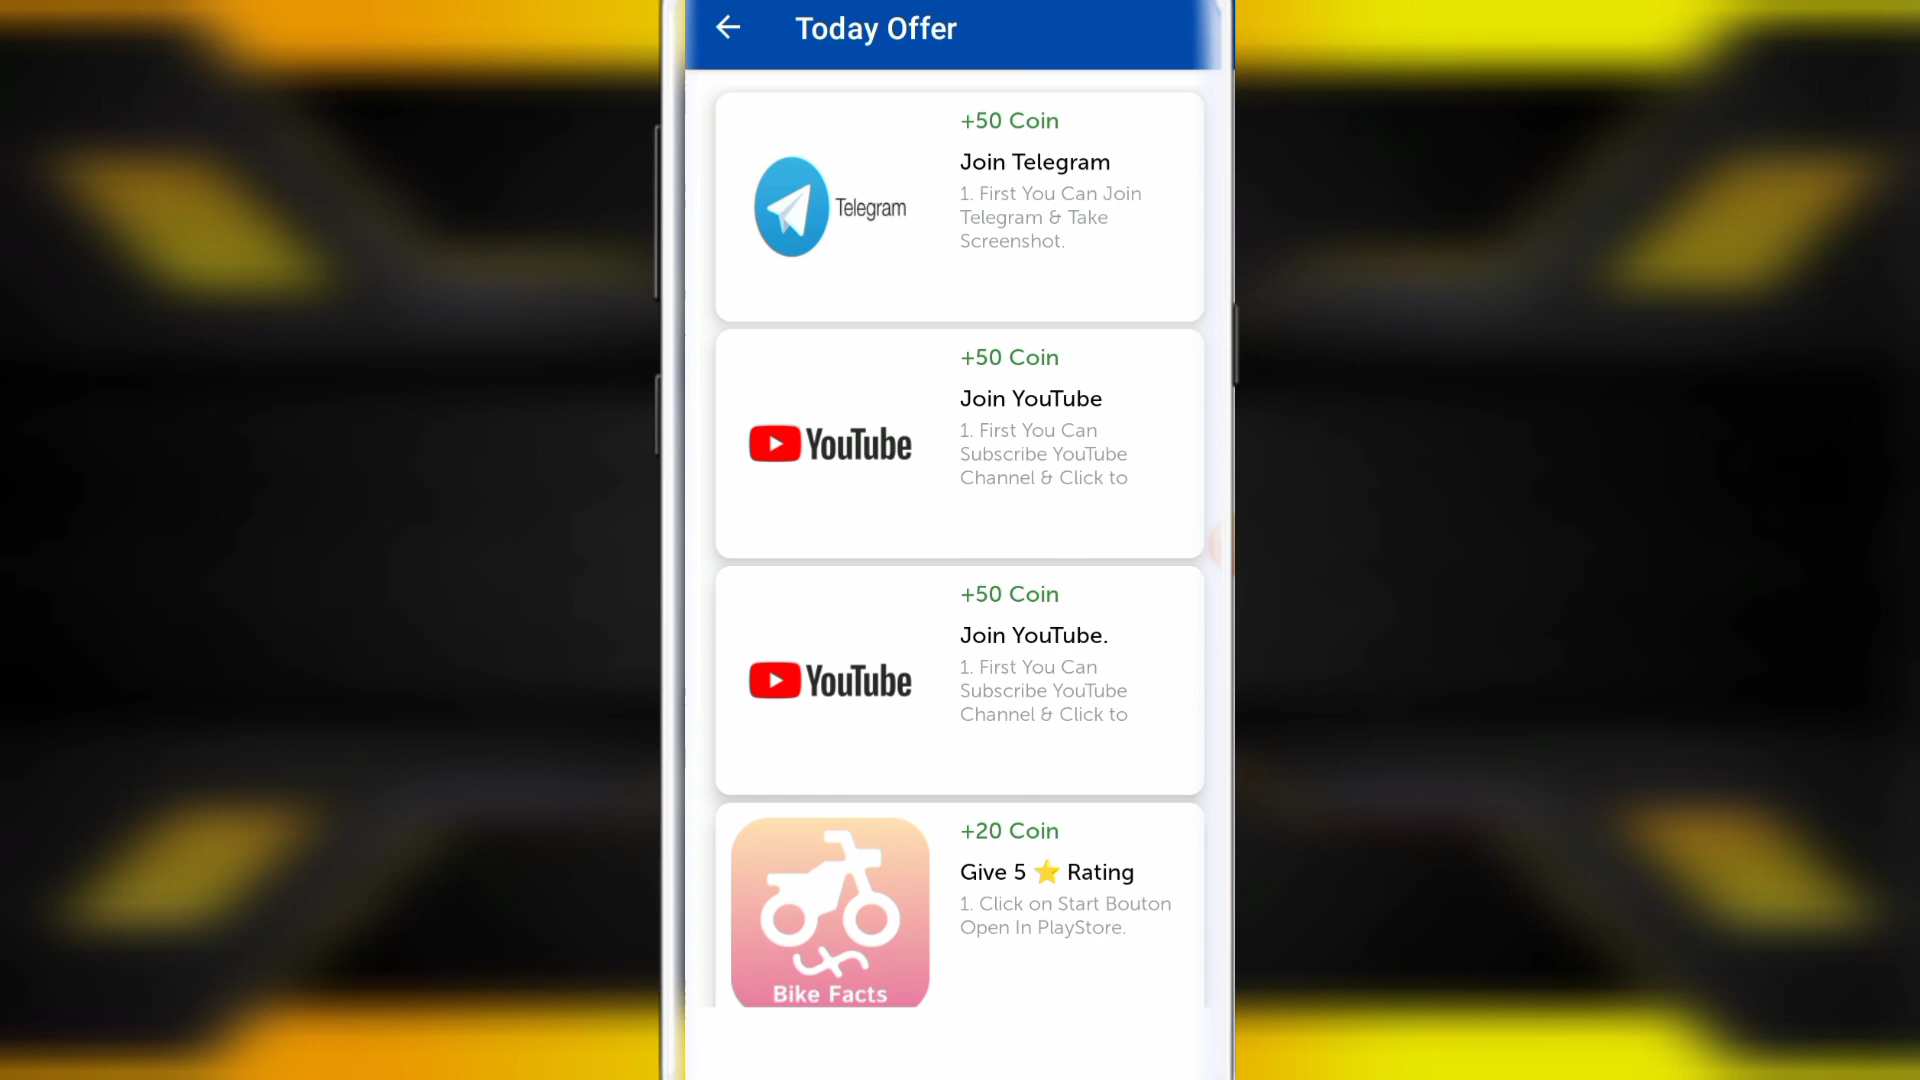 Today Offer
+50 Coin
Join Telegram
1. First You Can Join
Telegram & Take
Screenshot.
Telegram
+50 Coin
Join YouTube
1. First You Can
Subscribe YouTube
Channel & Click to
YouTube
+50 Coin
Join YouTube.
1. First You Can
Subscribe YouTube
Channel & Click to
YouTube
+20 Coin
Give 5 ⭐ Rating
1. Click on Start Bouton
Open In PlayStore.
Bike Facts